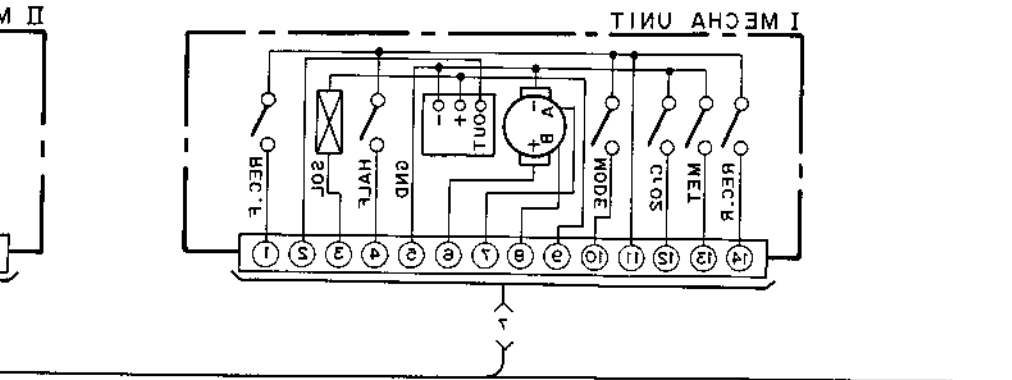 I MECHA UNIT
II M
REC.F
SOL
HALF
GND
- + OUT
- A
B +
MODE
CrO2
MET
REC.R
1 2 3 4 5 6 7 8 9 10 11 12 13 14
7